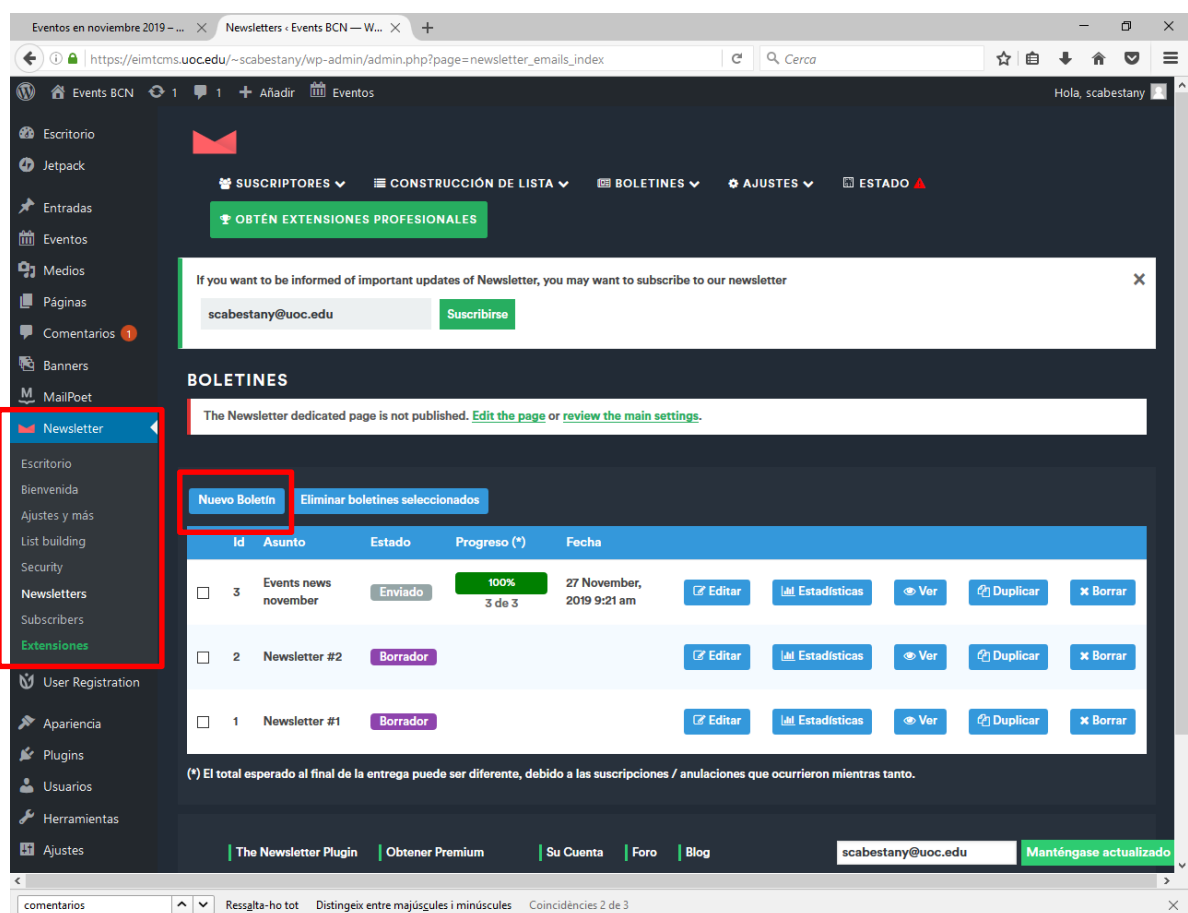 Eventos en noviembre 2019 – ...
Newsletters ‹ Events BCN — W...
https://eimtcms.uoc.edu/~scabestany/wp-admin/admin.php?page=newsletter_emails_index
Cerca
Events BCN 1 1 Añadir Eventos
Hola, scabestany
Escritorio
Jetpack
Entradas
Eventos
Medios
Páginas
Comentarios 1
Banners
MailPoet
Newsletter
Escritorio
Bienvenida
Ajustes y más
List building
Security
Newsletters
Subscribers
Extensiones
User Registration
Apariencia
Plugins
Usuarios
Herramientas
Ajustes
SUSCRIPTORES CONSTRUCCIÓN DE LISTA BOLETINES AJUSTES ESTADO
OBTÉN EXTENSIONES PROFESIONALES
If you want to be informed of important updates of Newsletter, you may want to subscribe to our newsletter
scabestany@uoc.edu Suscribirse
BOLETINES
The Newsletter dedicated page is not published. Edit the page or review the main settings.
Nuevo Boletín Eliminar boletines seleccionados
Id Asunto Estado Progreso (*) Fecha
3 Events news november Enviado 100% 3 de 3 27 November, 2019 9:21 am Editar Estadísticas Ver Duplicar Borrar
2 Newsletter #2 Borrador Editar Estadísticas Ver Duplicar Borrar
1 Newsletter #1 Borrador Editar Estadísticas Ver Duplicar Borrar
(*) El total esperado al final de la entrega puede ser diferente, debido a las suscripciones / anulaciones que ocurrieron mientras tanto.
The Newsletter Plugin Obtener Premium Su Cuenta Foro Blog scabestany@uoc.edu Manténgase actualizado
comentarios Ressalta-ho tot Distingeix entre majúscules i minúscules Coincidències 2 de 3